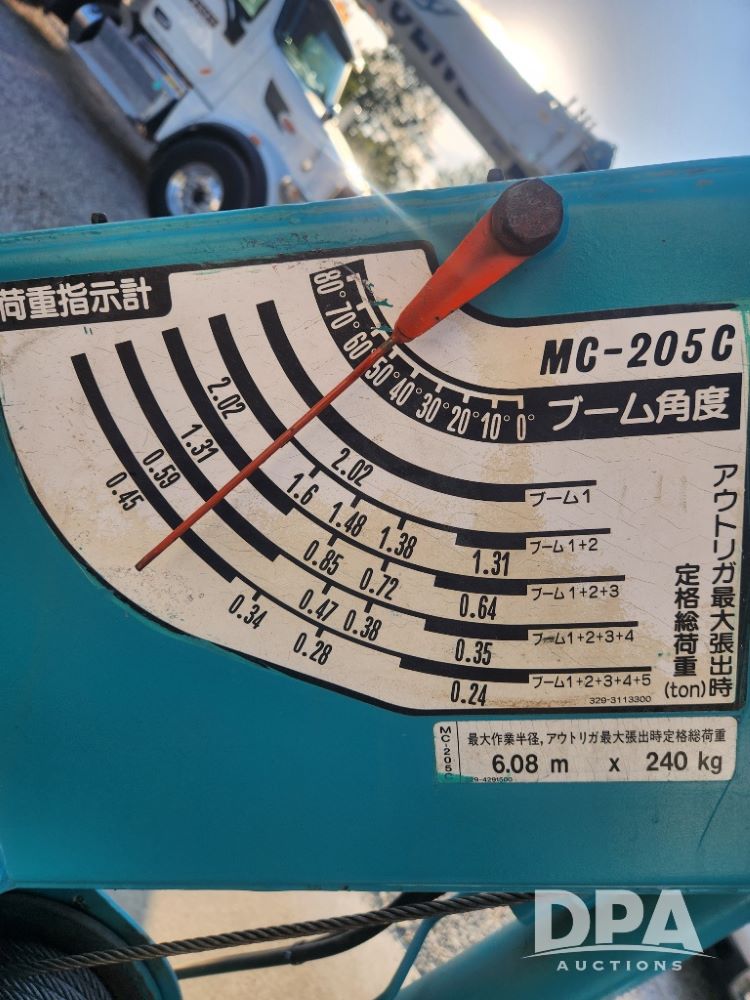 荷重指示計
MC-205C
80° 70° 60° 50° 40° 30° 20° 10° 0°
ブーム角度
2.02
ブーム1
2.02 1.6 1.48 1.38 1.31
ブーム1+2
1.31 0.85 0.72 0.64
ブーム1+2+3
0.59 0.47 0.38 0.35
ブーム1+2+3+4
0.45 0.34 0.28 0.24
ブーム1+2+3+4+5
アウトリガ最大張出時
定格総荷重
(ton)
329-3113300
MC-205C
最大作業半径,アウトリガ最大張出時定格総荷重
6.08 m x 240 kg
329-4291500
DPA
AUCTIONS